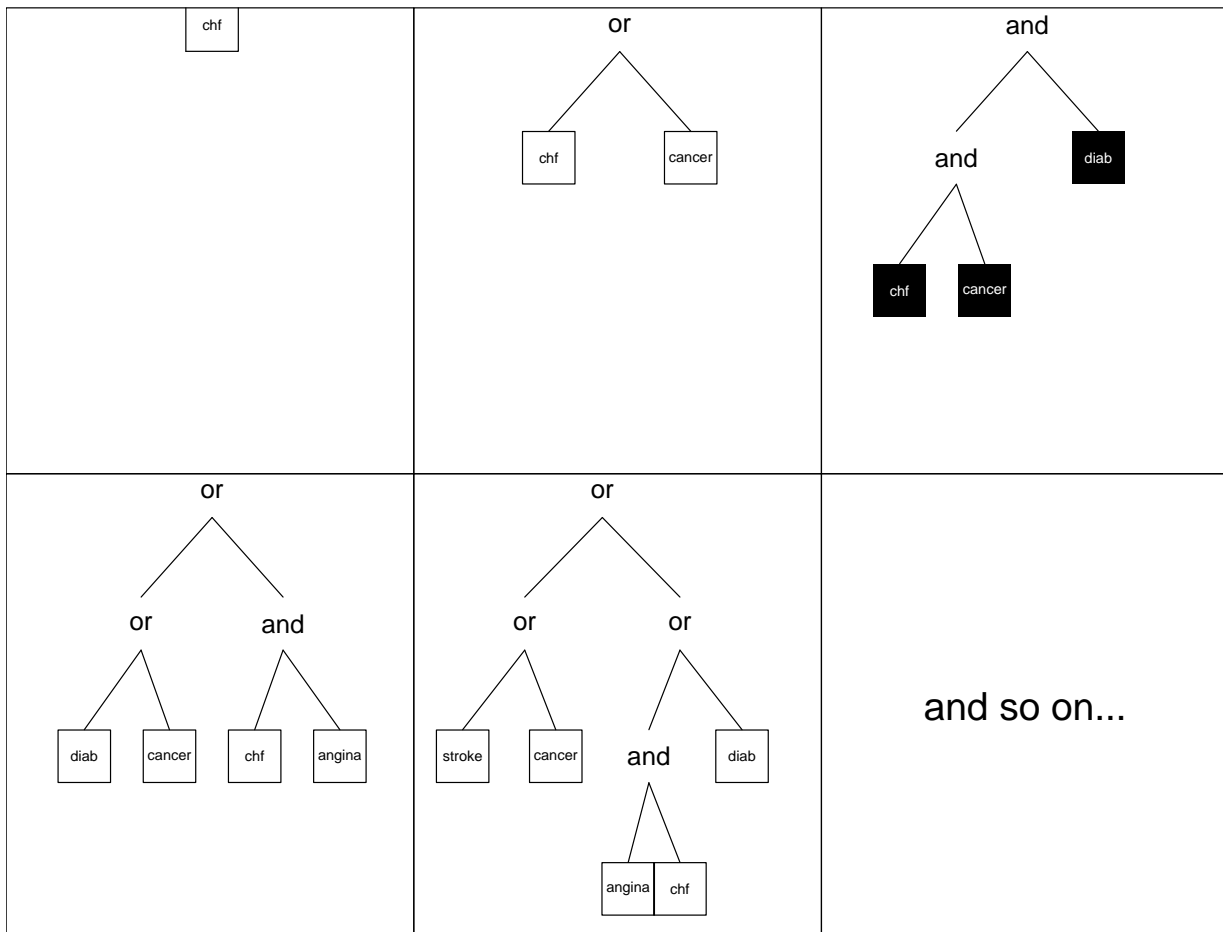 chf
or
chf
cancer
and
and
diab
chf
cancer
or
or
and
diab
cancer
chf
angina
or
or
or
stroke
cancer
and
diab
angina
chf
and so on...